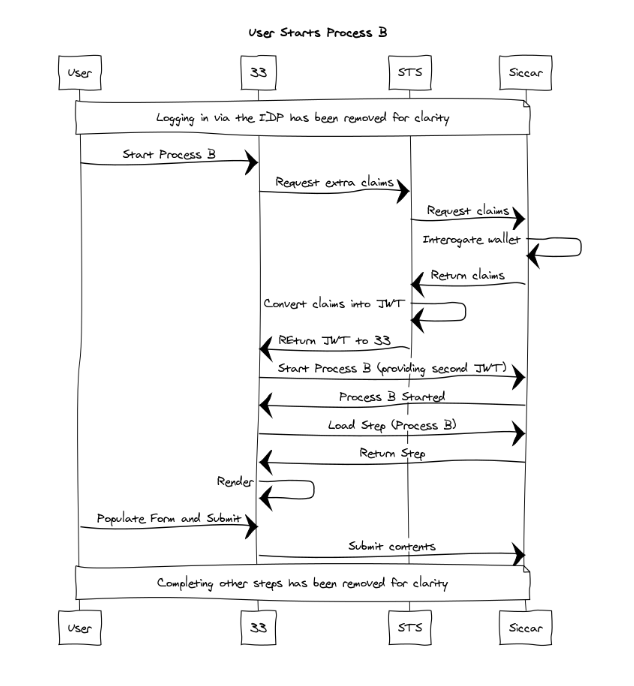 User Starts Process B
User
33
STS
Siccar
Logging in via the IDP has been removed for clarity
Start Process B
Request extra claims
Request claims
Interogate wallet
Return claims
Convert claims into JWT
REturn JWT to 33
Start Process B (providing second JWT)
Process B Started
Load Step (Process B)
Return Step
Render
Populate Form and Submit
Submit contents
Completing other steps has been removed for clarity
User
33
STS
Siccar